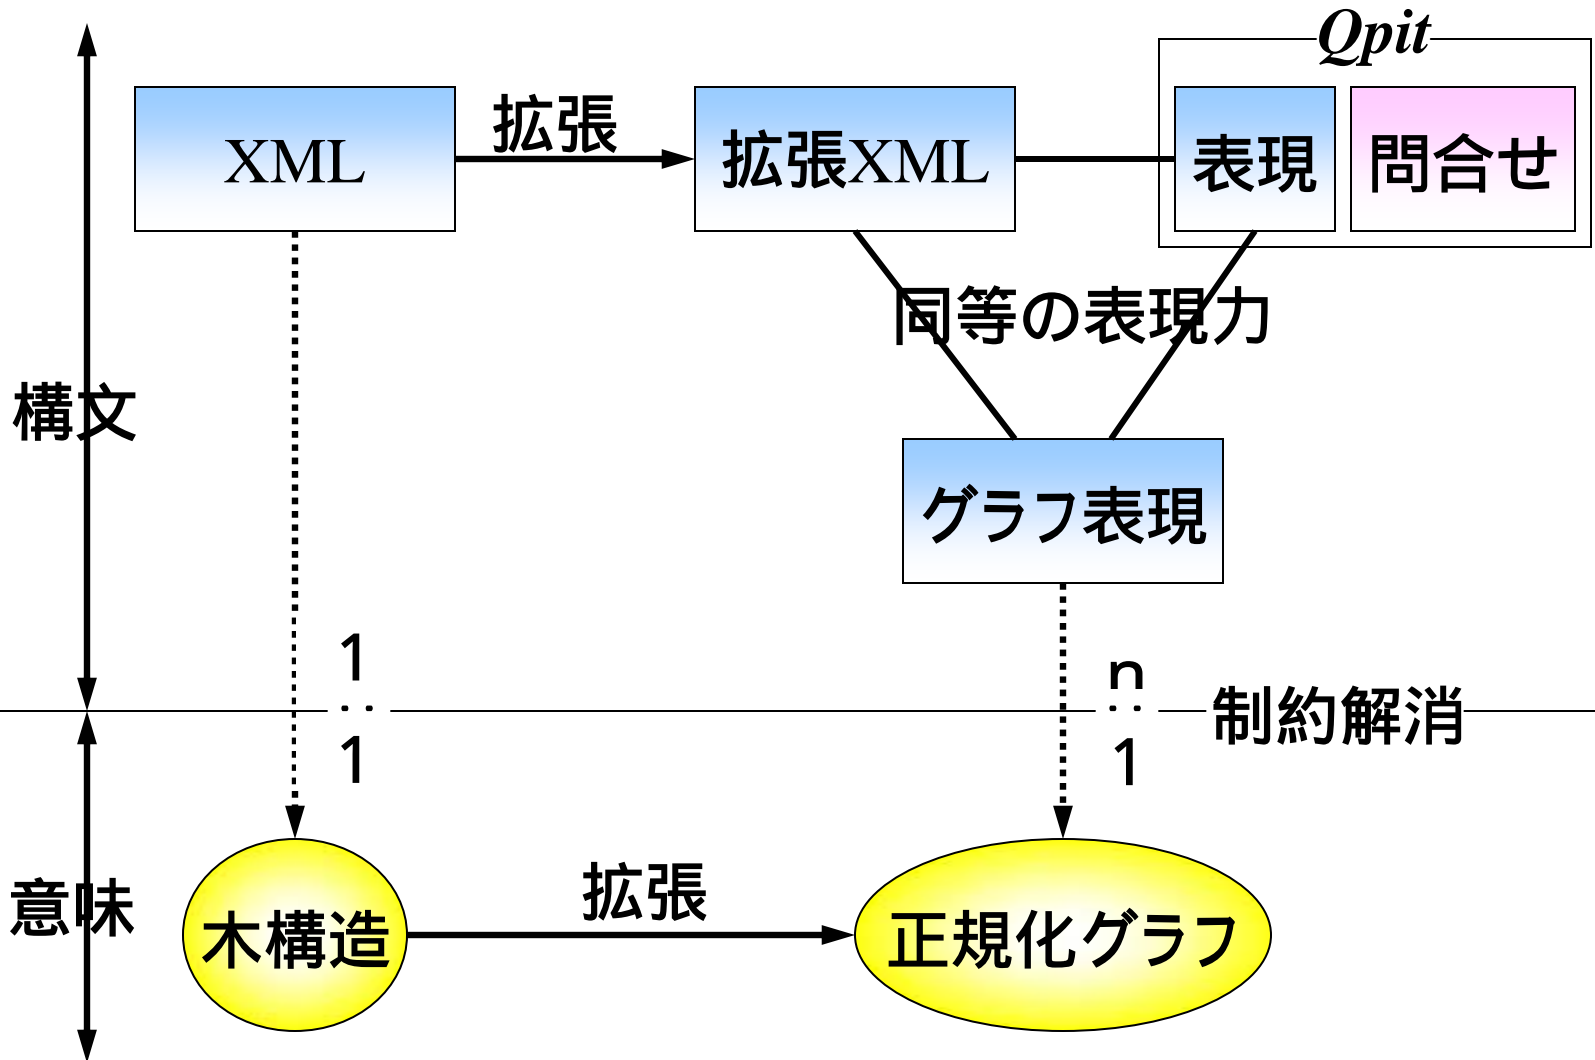 Qpit
XML
拡張
拡張XML
表現
問合せ
同等の表現力
構文
グラフ表現
1:1
n:1
制約解消
意味
木構造
拡張
正規化グラフ